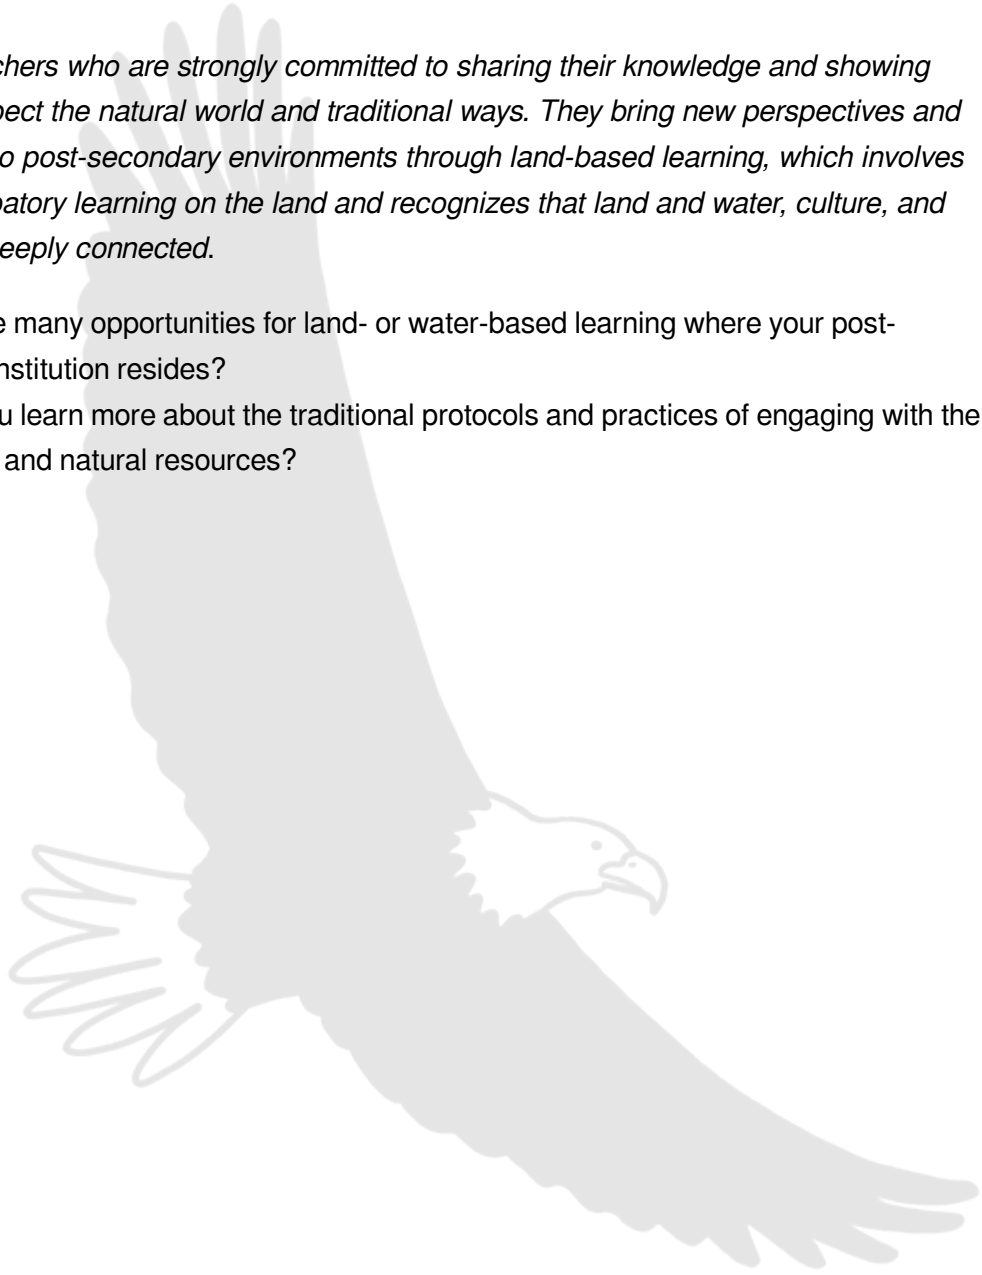 chers who are strongly committed to sharing their knowledge and showing
pect the natural world and traditional ways. They bring new perspectives and
o post-secondary environments through land-based learning, which involves
patory learning on the land and recognizes that land and water, culture, and
eeply connected.
e many opportunities for land- or water-based learning where your post-
nstitution resides?
u learn more about the traditional protocols and practices of engaging with the
and natural resources?